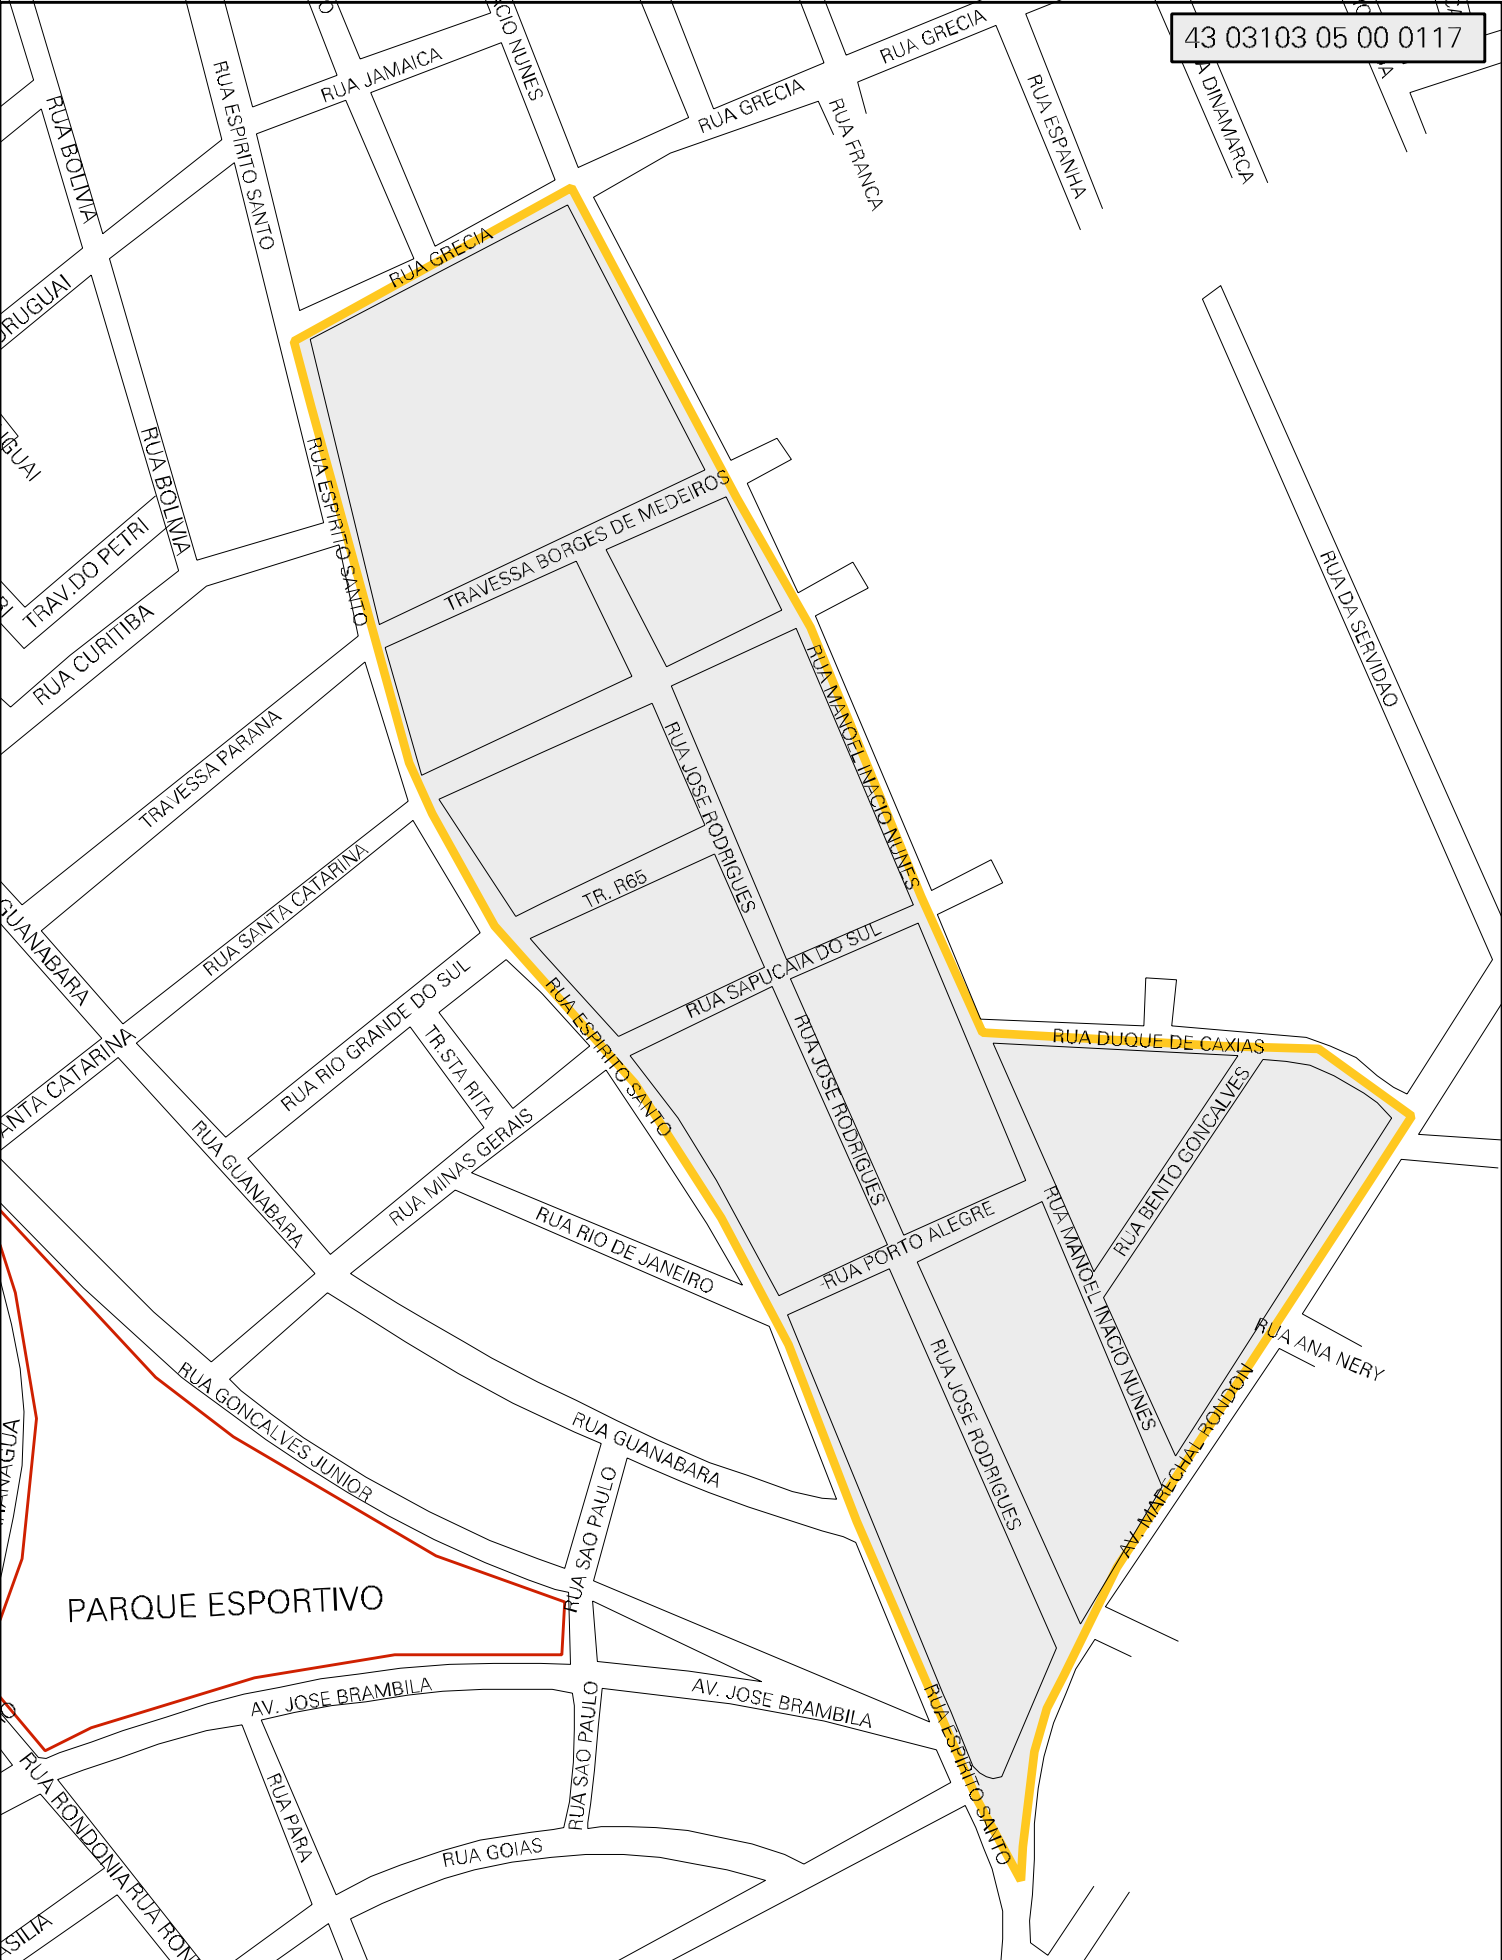 43 03103 05 00 0117
RUA GRECIA
RUA JAMAICA
RUA GRECIA
RUA ESPIRITO SANTO
RUA BOLIVIA
RUA FRANCA
RUA ESPANHA
DINAMARCA
NUNES
RUA GRECIA
RUA BOLIVIA
RUA ESPIRITO SANTO
TRAVESSA BORGES DE MEDEIROS
TRAV.DO PETRI
RUA CURITIBA
RUA DA SERVIDAO
RUA MANOEL INACIO NUNES
TRAVESSA PARANA
RUA JOSE RODRIGUES
RUA SANTA CATARINA
TR. R65
GUANABARA
RUA SAPUCAIA DO SUL
RUA RIO GRANDE DO SUL
RUA ESPIRITO SANTO
RUA JOSE RODRIGUES
RUA DUQUE DE CAXIAS
TR.STA RITA
CATARINA
RUA BENTO GONCALVES
RUA GUANABARA
RUA MINAS GERAIS
RUA RIO DE JANEIRO
RUA PORTO ALEGRE
RUA MANOEL INACIO NUNES
RUA ANA NERY
RUA GONCALVES JUNIOR
RUA GUANABARA
RUA JOSE RODRIGUES
AV. MARECHAL RONDON
RUA SAO PAULO
PARQUE ESPORTIVO
AV. JOSE BRAMBILA
AV. JOSE BRAMBILA
RUA SAO PAULO
RUA ESPIRITO SANTO
RUA RONDONIA
RUA PARA
RUA GOIAS
RUA